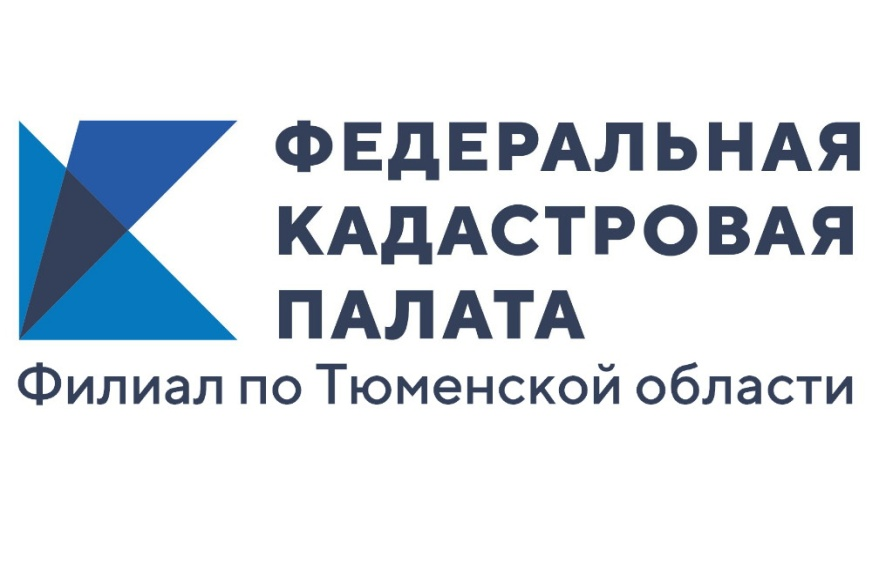 ФЕДЕРАЛЬНАЯ
КАДАСТРОВАЯ
ПАЛАТА
Филиал по Тюменской области